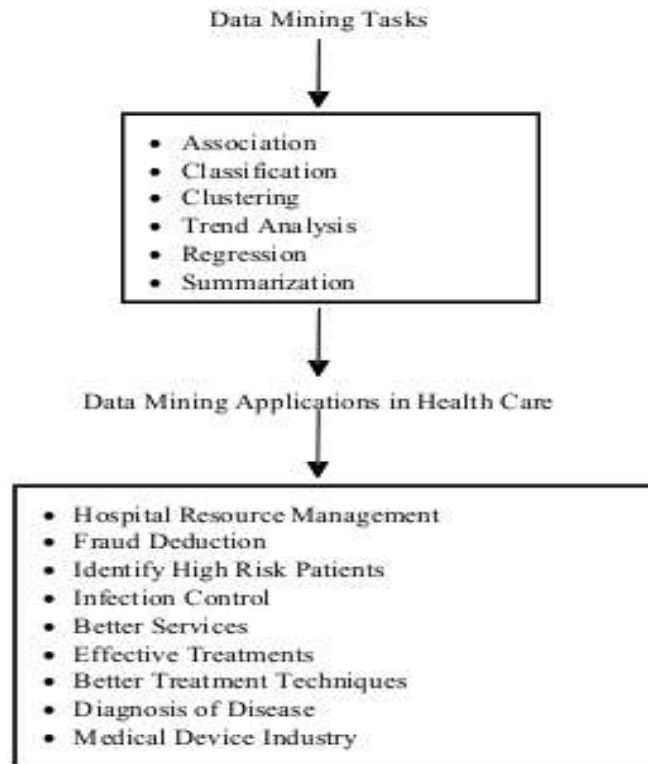 Data Mining Tasks
• Association
• Classification
• Clustering
• Trend Analysis
• Regression
• Summarization
Data Mining Applications in Health Care
• Hospital Resource Management
• Fraud Deduction
• Identify High Risk Patients
• Infection Control
• Better Services
• Effective Treatments
• Better Treatment Techniques
• Diagnosis of Disease
• Medical Device Industry